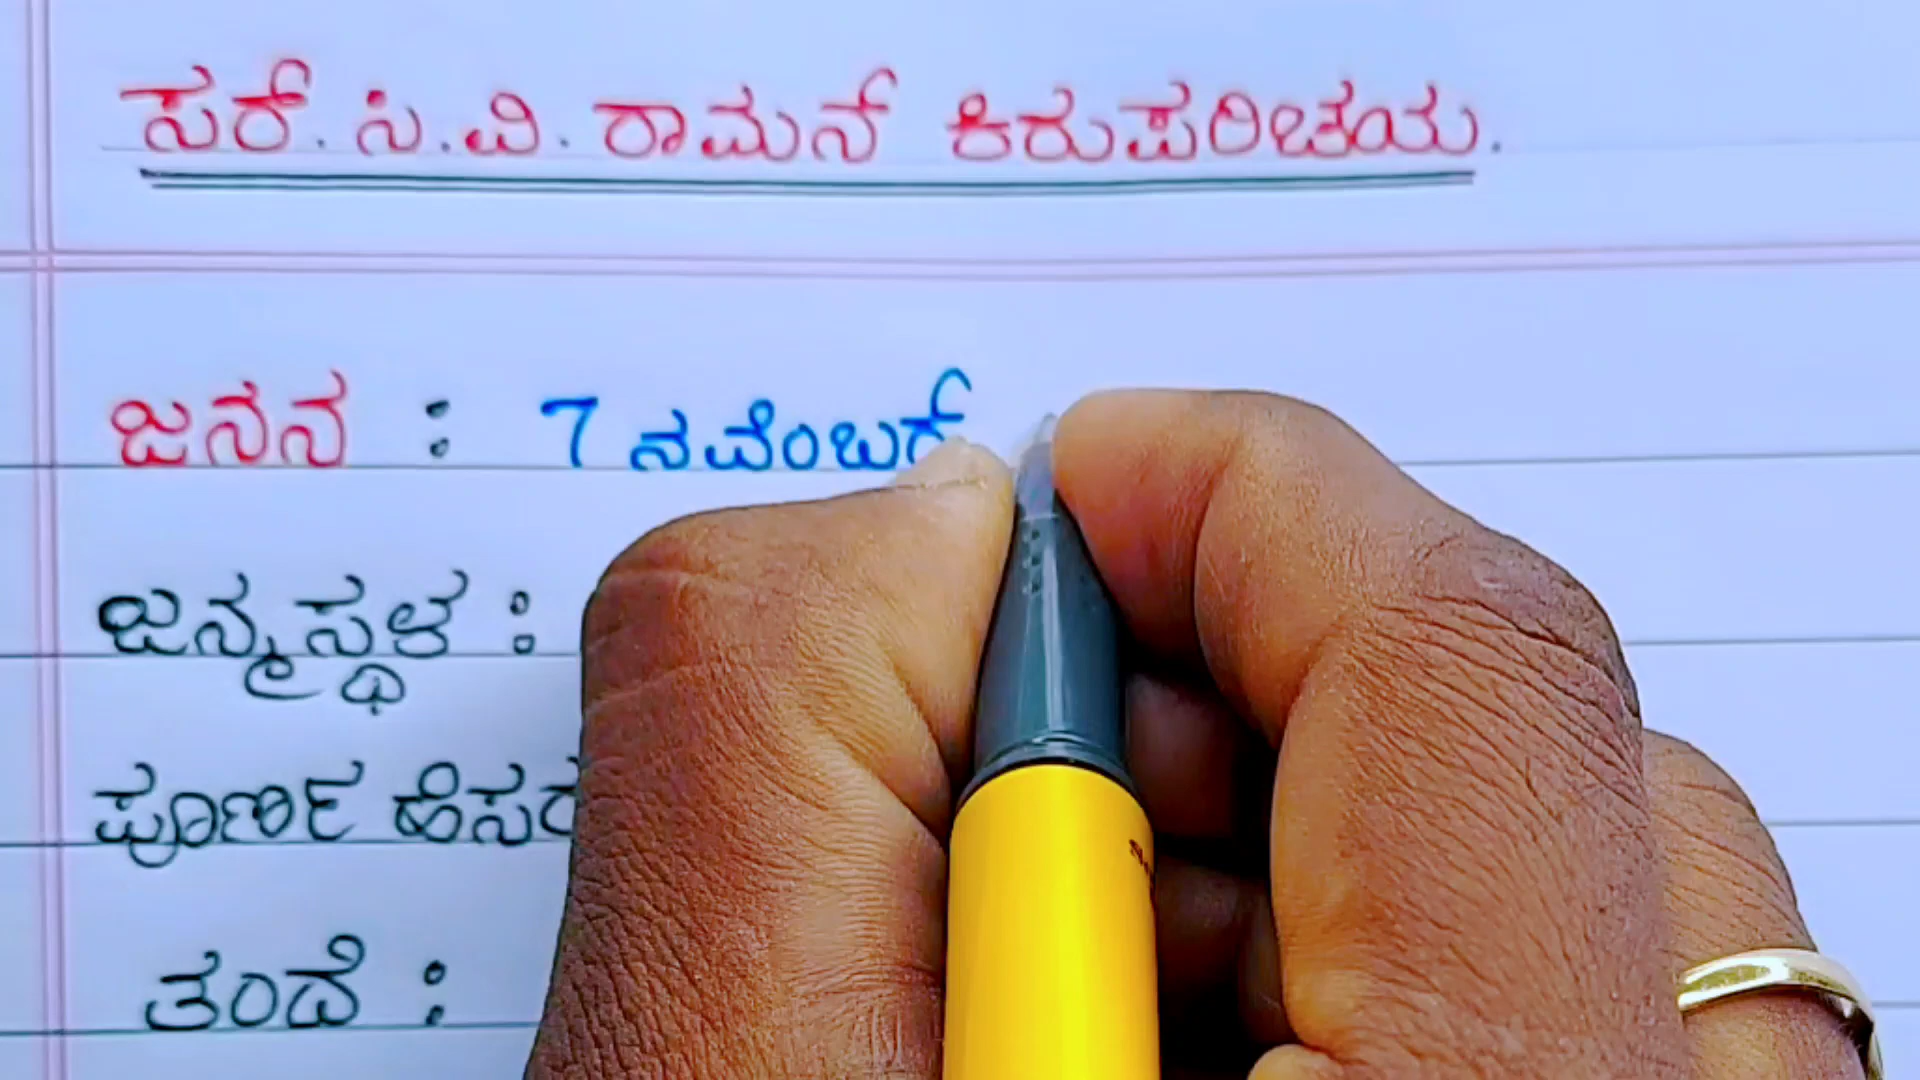 ಸರ್. ಸಿ.ವಿ. ರಾಮನ್ ಕಿರುಪರಿಚಯ.
ಜನನ : 7 ನವೆಂಬರ್
ಜನ್ಮಸ್ಥಳ :
ಪೂರ್ಣ ಹೆಸರ
ತಂದೆ :